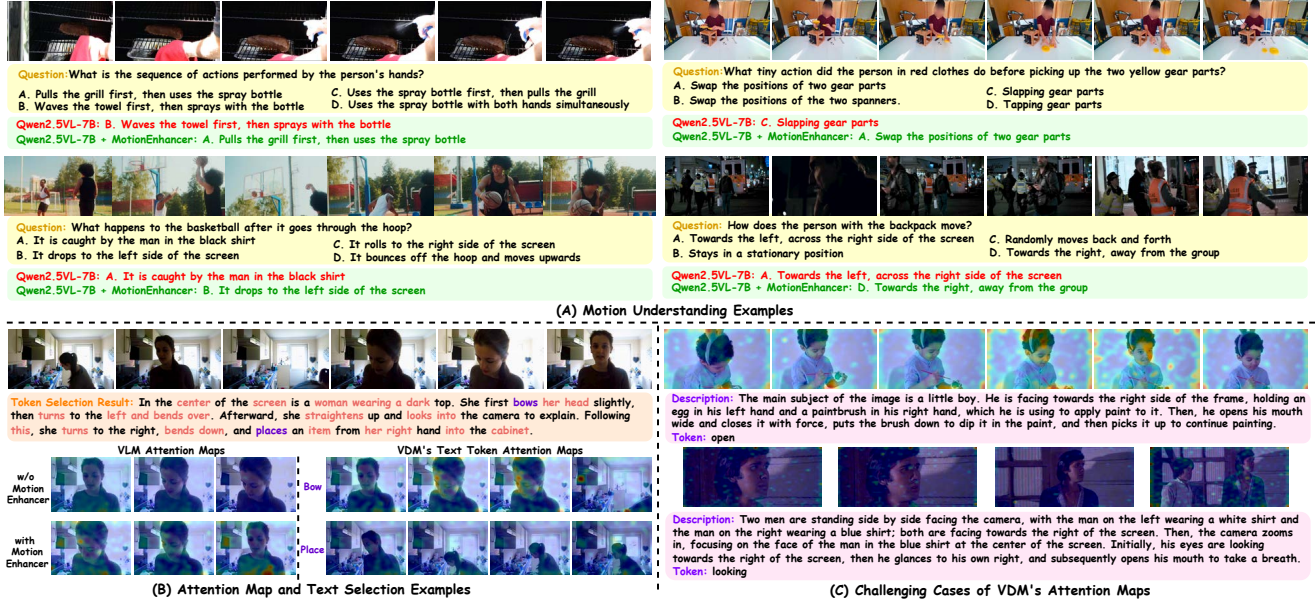 Question:What is the sequence of actions performed by the person's hands?
A. Pulls the grill first, then uses the spray bottle
B. Waves the towel first, then sprays with the bottle
C. Uses the spray bottle first, then pull the grill
D. Uses the spray bottle with both hands simultaneously
Qwen2.5VL-7B: B. Waves the towel first, then sprays with the bottle
Qwen2.5VL-7B + MotionEnhancer: A. Pulls the grill first, then uses the spray bottle
Question:What tiny action did the person in red clothes do before picking up the two yellow gear parts?
A. Swap the positions of two gear parts
B. Swap the positions of the two spanners.
C. Slapping gear parts
D. Tapping gear parts
Qwen2.5VL-7B: C. Slapping gear parts
Qwen2.5VL-7B + MotionEnhancer: A. Swap the positions of two gear parts
Question: What happens to the basketball after it goes through the hoop?
A. It is caught by the man in the black shirt
B. It drops to the left side of the screen
C. It rolls to the right side of the screen
D. It bounces off the hoop and moves upwards
Qwen2.5VL-7B: A. It is caught by the man in the black shirt
Qwen2.5VL-7B + MotionEnhancer: B. It drops to the left side of the screen
Question: How does the person with the backpack move?
A. Towards the left, across the right side of the screen
B. Stays in a stationary position
C. Randomly moves back and forth
D. Towards the right, away from the group
Qwen2.5VL-7B: A. Towards the left, across the right side of the screen
Qwen2.5VL-7B + MotionEnhancer: D. Towards the right, away from the group
(A) Motion Understanding Examples
Token Selection Result: In the center of the screen is a woman wearing a dark top. She first bows her head slightly,
then turns to the left and bends over. Afterward, she straightens up and looks into the camera to explain. Following
this, she turns to the right, bends down, and places an item from her right hand into the cabinet.
VLM Attention Maps
VDM's Text Token Attention Maps
w/o
Motion
Enhancer
Bow
with
Motion
Enhancer
Place
(B) Attention Map and Text Selection Examples
Description: The main subject of the image is a little boy. He is facing towards the right side of the frame, holding an
egg in his left hand and a paintbrush in his right hand, which he is using to apply paint to it. Then, he opens his mouth
wide and closes it with force, puts the brush down to dip it in the paint, and then picks it up to continue painting.
Token: open
Description: Two men are standing side by side facing the camera, with the man on the left wearing a white shirt and
the man on the right wearing a blue shirt; both are facing towards the right of the screen. Then, the camera zooms
in, focusing on the face of the man in the blue shirt at the center of the screen. Initially, his eyes are looking
towards the right of the screen, then he glances to his own right, and subsequently opens his mouth to take a breath.
Token: looking
(C) Challenging Cases of VDM's Attention Maps